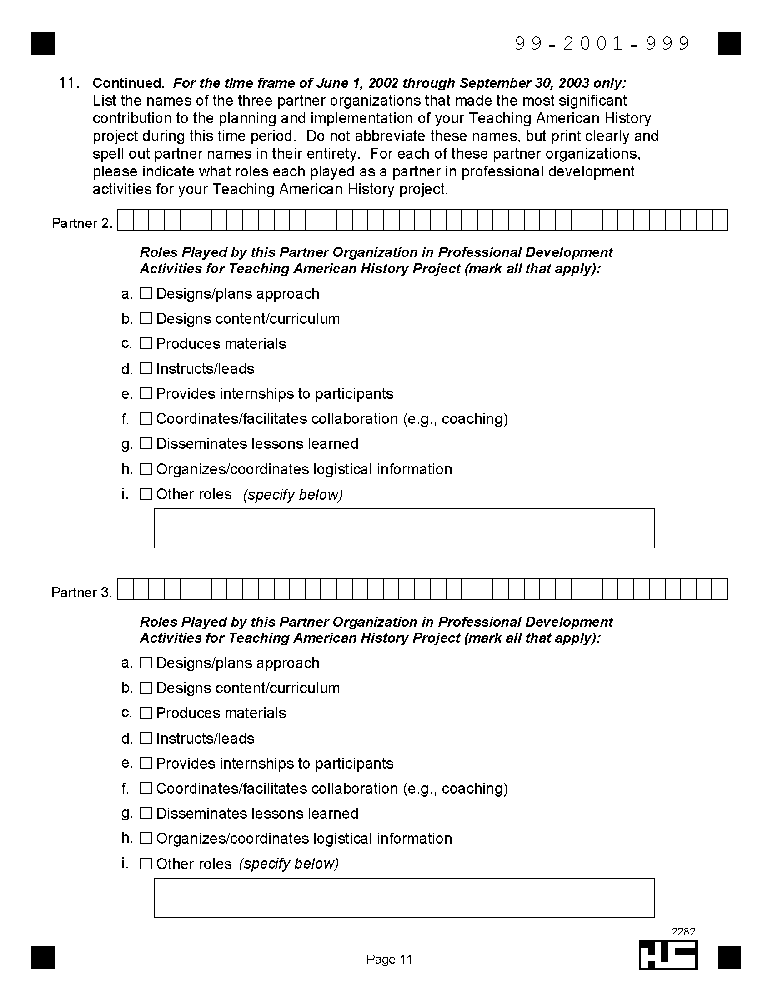 99-2001-999
11. Continued. For the time frame of June 1, 2002 through September 30, 2003 only:
List the names of the three partner organizations that made the most significant
contribution to the planning and implementation of your Teaching American History
project during this time period. Do not abbreviate these names, but print clearly and
spell out partner names in their entirety. For each of these partner organizations,
please indicate what roles each played as a partner in professional development
activities for your Teaching American History project.
Partner 2.
Roles Played by this Partner Organization in Professional Development
Activities for Teaching American History Project (mark all that apply):
a. Designs/plans approach
b. Designs content/curriculum
c. Produces materials
d. Instructs/leads
e. Provides internships to participants
f. Coordinates/facilitates collaboration (e.g., coaching)
g. Disseminates lessons learned
h. Organizes/coordinates logistical information
i. Other roles (specify below)
Partner 3.
Roles Played by this Partner Organization in Professional Development
Activities for Teaching American History Project (mark all that apply):
a. Designs/plans approach
b. Designs content/curriculum
c. Produces materials
d. Instructs/leads
e. Provides internships to participants
f. Coordinates/facilitates collaboration (e.g., coaching)
g. Disseminates lessons learned
h. Organizes/coordinates logistical information
i. Other roles (specify below)
2282
Page 11